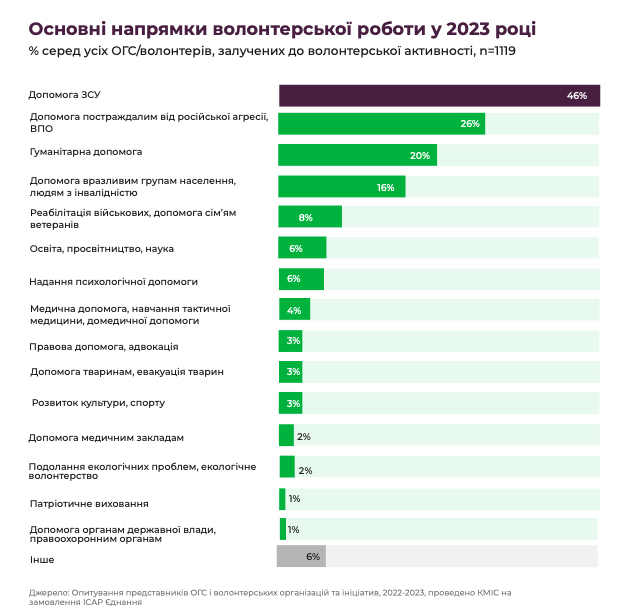 Основні напрямки волонтерської роботи у 2023 році
% серед усіх ОГС/волонтерів, залучених до волонтерської активності, n=1119
Допомога ЗСУ
46%
Допомога постраждалим від російської агресії,
ВПО
26%
Гуманітарна допомога
20%
Допомога вразливим групам населення,
людям з інвалідністю
16%
Реабілітація військових, допомога сім’ям
ветеранів
8%
Освіта, просвітництво, наука
6%
Надання психологічної допомоги
6%
Медична допомога, навчання тактичної
медицини, домедичної допомоги
4%
Правова допомога, адвокація
3%
Допомога тваринам, евакуація тварин
3%
Розвиток культури, спорту
3%
Допомога медичним закладам
2%
Подолання екологічних проблем, екологічне
волонтерство
2%
Патріотичне виховання
1%
Допомога органам державної влади,
правоохоронним органам
1%
Інше
6%
Джерело: Опитування представників ОГС і волонтерських організацій та ініціатив, 2022-2023, проведено КМІС на
замовлення ІСАР Єднання